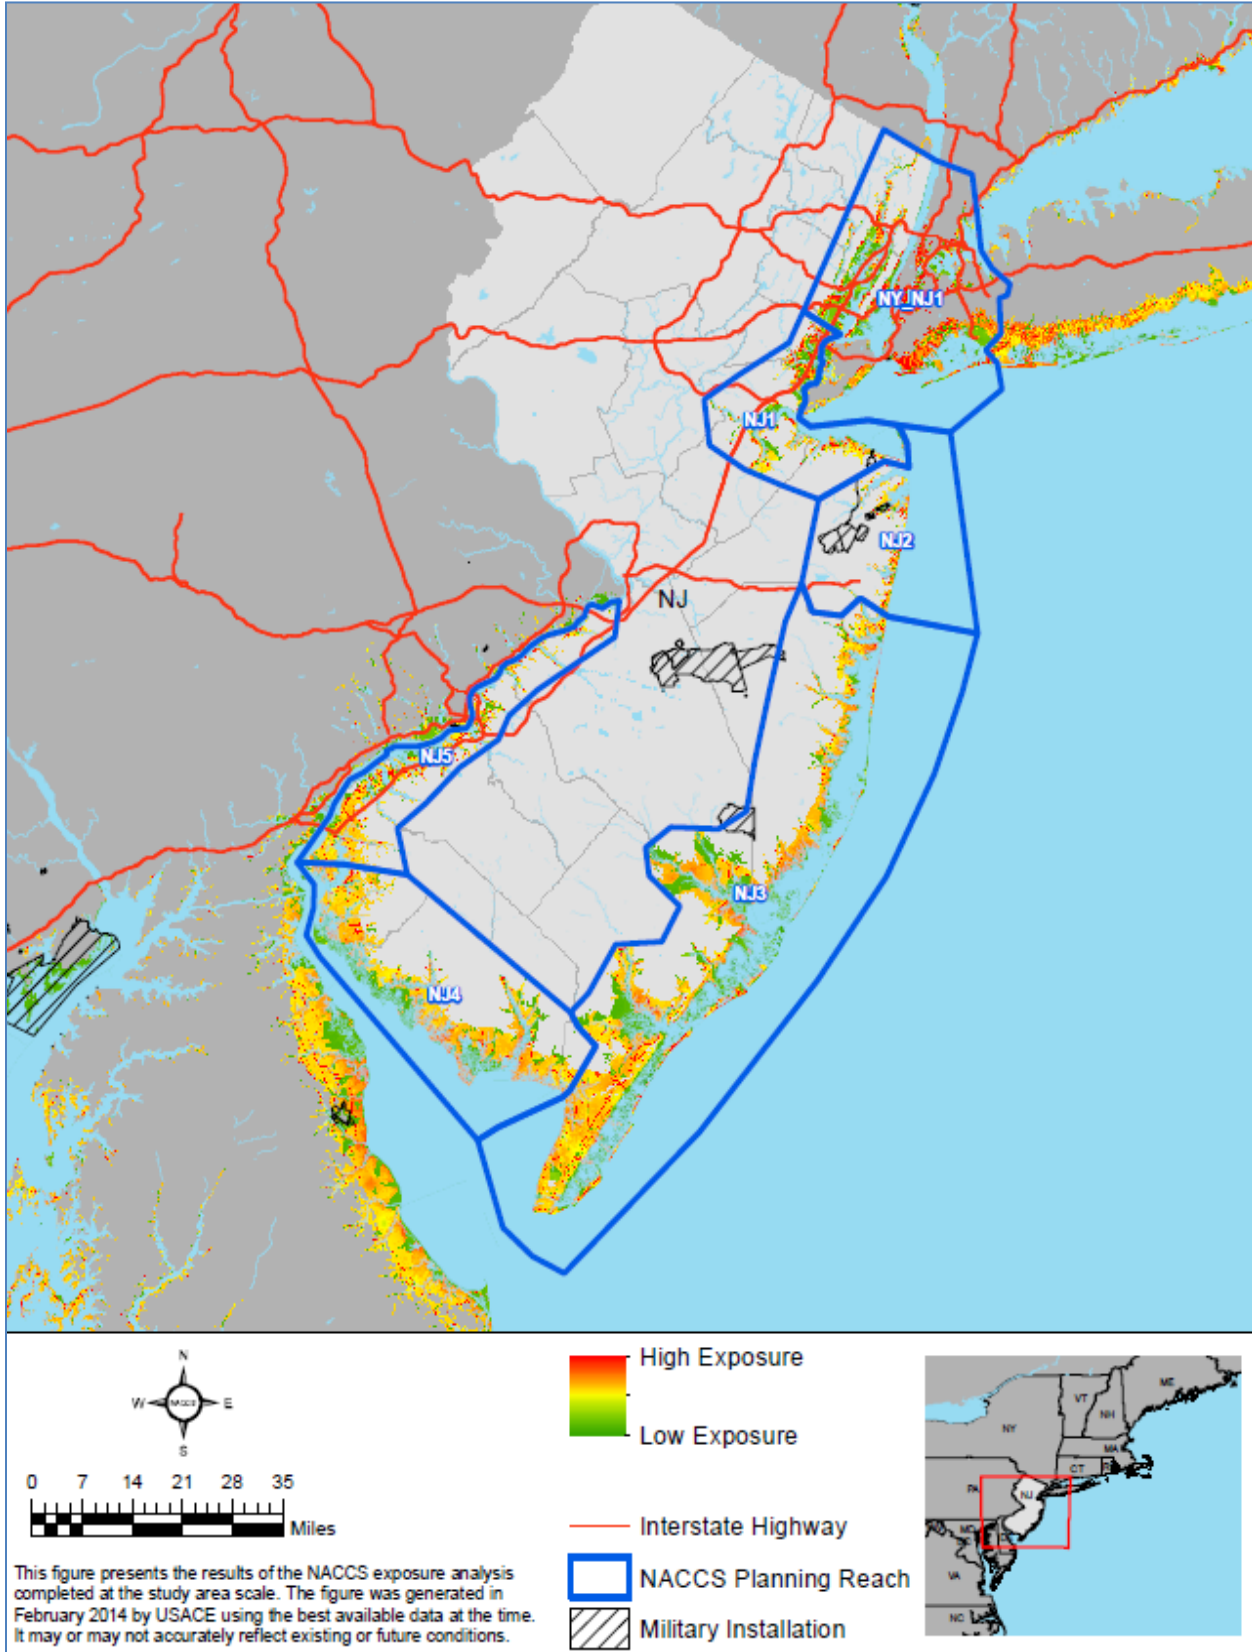 NY_NJ1
NJ1
NJ2
NJ
NJ5
NJ3
NJ4
N
W
NACCS
E
S
0 7 14 21 28 35
Miles
This figure presents the results of the NACCS exposure analysis
completed at the study area scale. The figure was generated in
February 2014 by USACE using the best available data at the time.
It may or may not accurately reflect existing or future conditions.
High Exposure
Low Exposure
Interstate Highway
NACCS Planning Reach
Military Installation
ME
VT
NH
NY
MA
CT
PA
NJ
MD
VA
NC